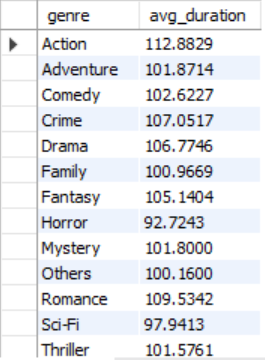 genre avg_duration
Action 112.8829
Adventure 101.8714
Comedy 102.6227
Crime 107.0517
Drama 106.7746
Family 100.9669
Fantasy 105.1404
Horror 92.7243
Mystery 101.8000
Others 100.1600
Romance 109.5342
Sci-Fi 97.9413
Thriller 101.5761